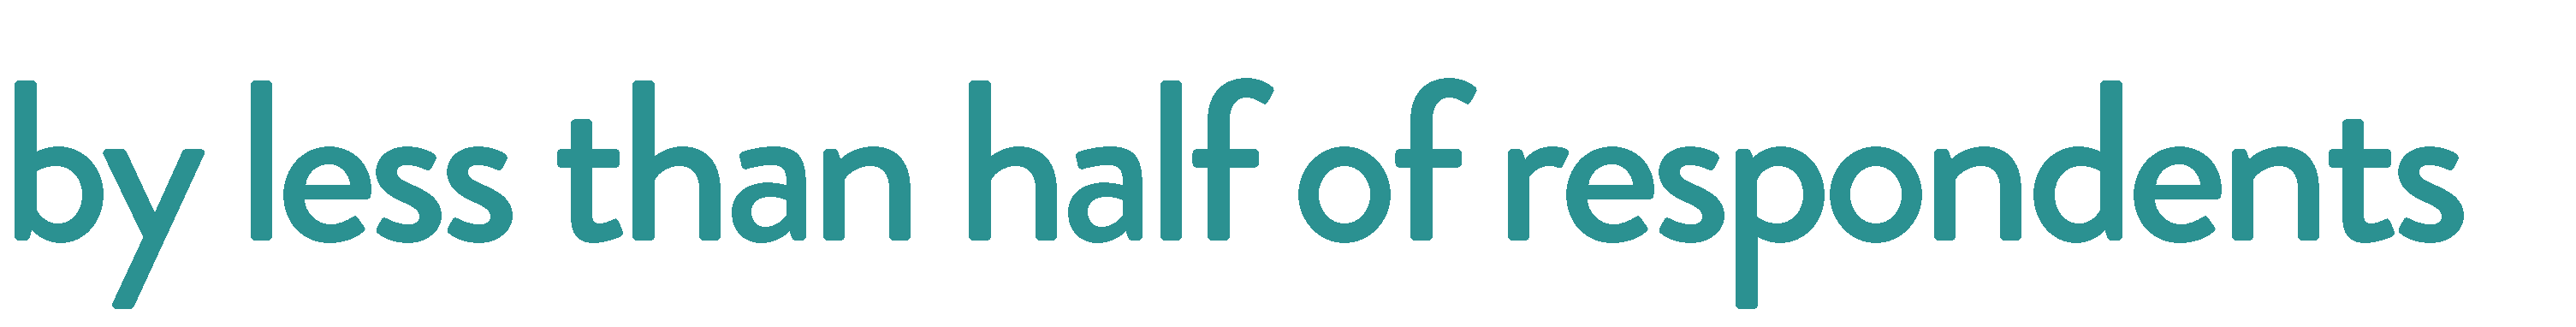 by less than half of respondents